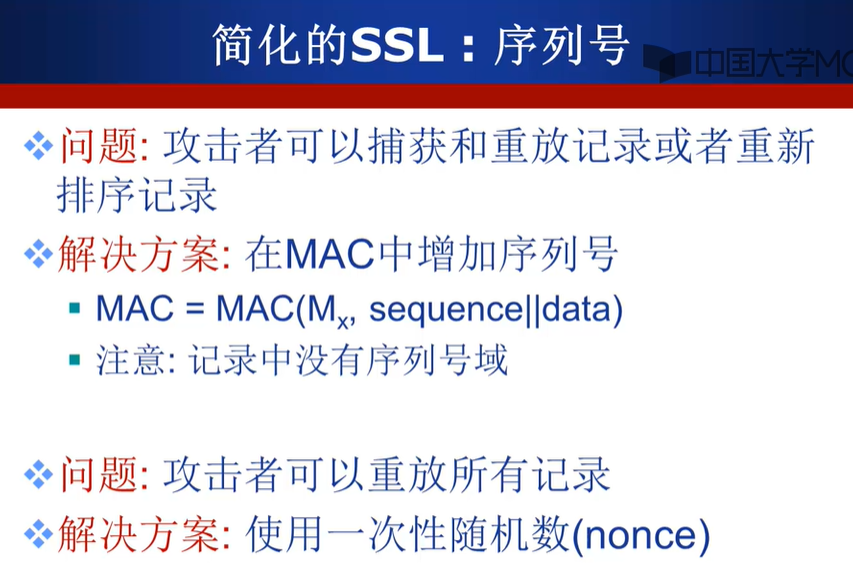 简化的SSL：序列号
中国大学MO
问题: 攻击者可以捕获和重放记录或者重新
排序记录
解决方案: 在MAC中增加序列号
MAC = MAC(Mx, sequence||data)
注意: 记录中没有序列号域
问题: 攻击者可以重放所有记录
解决方案: 使用一次性随机数(nonce)